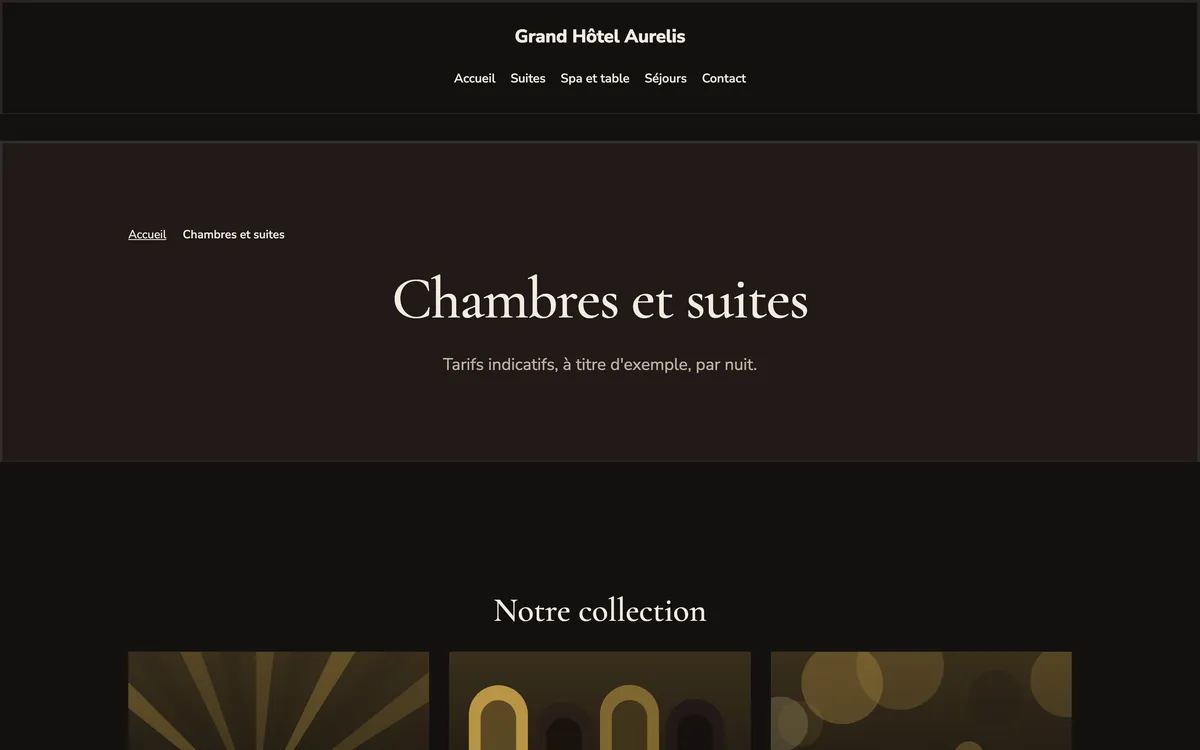 Grand Hôtel Aurelis
Accueil Suites Spa et table Séjours Contact
Accueil Chambres et suites
Chambres et suites
Tarifs indicatifs, à titre d'exemple, par nuit.
Notre collection